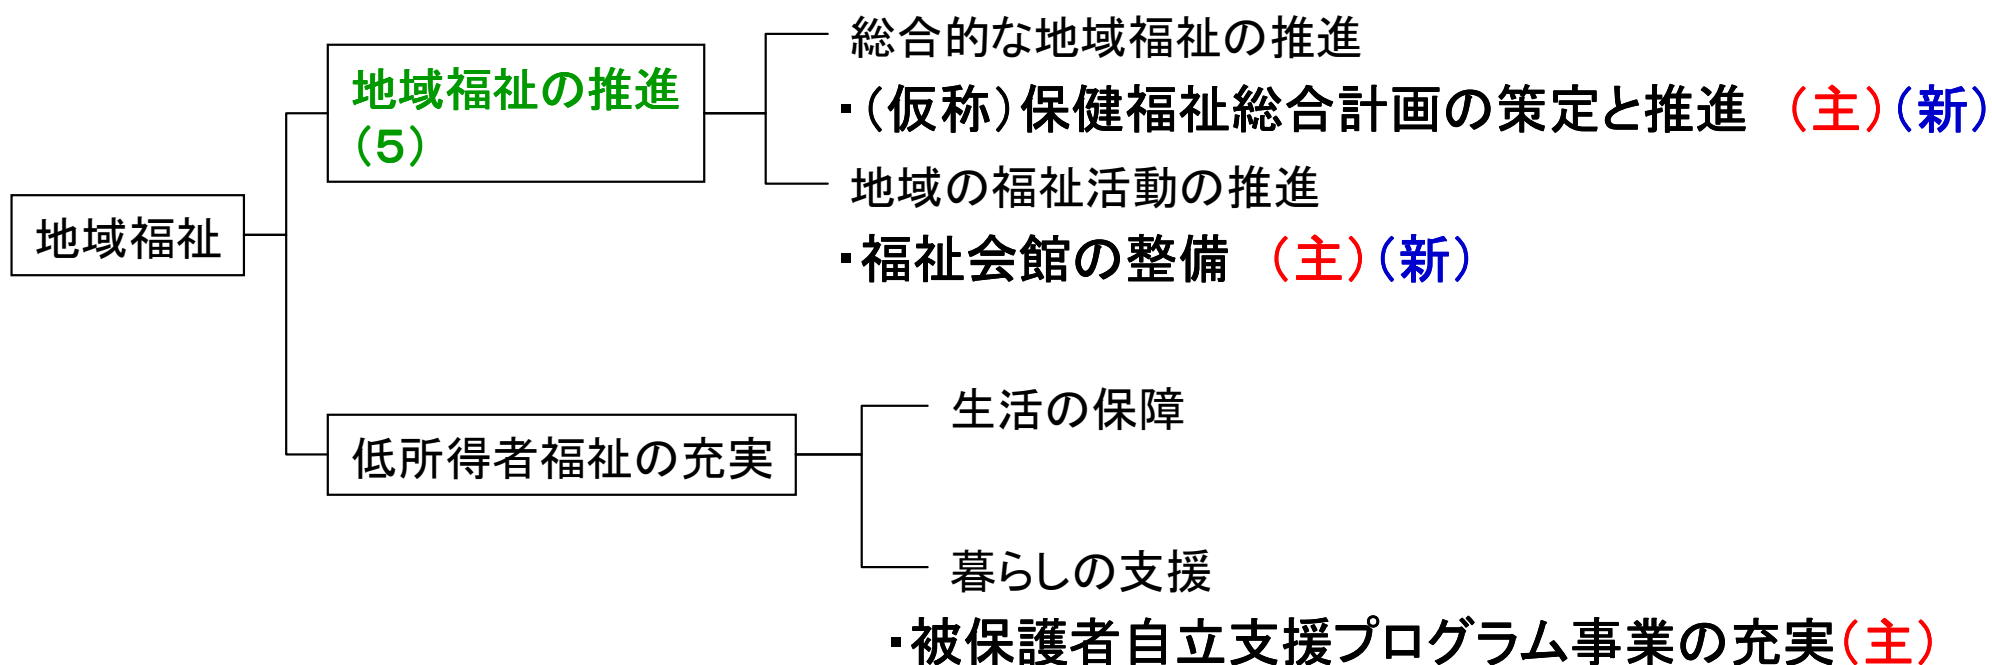 地域福祉
地域福祉の推進
（５）
総合的な地域福祉の推進
・（仮称）保健福祉総合計画の策定と推進　（主）（新）
地域の福祉活動の推進
・福祉会館の整備　（主）（新）
低所得者福祉の充実
生活の保障
暮らしの支援
・被保護者自立支援プログラム事業の充実（主）